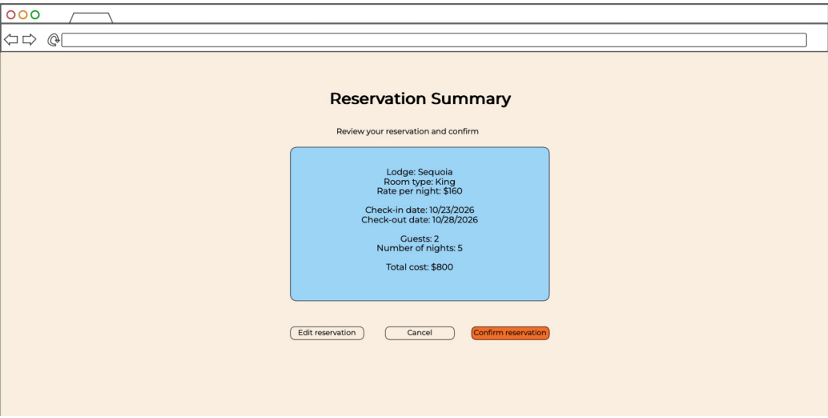 Reservation Summary
Review your reservation and confirm
Lodge: Sequoia
Room type: King
Rate per night: $160
Check-in date: 10/23/2026
Check-out date: 10/28/2026
Guests: 2
Number of nights: 5
Total cost: $800
Edit reservation
Cancel
Confirm reservation